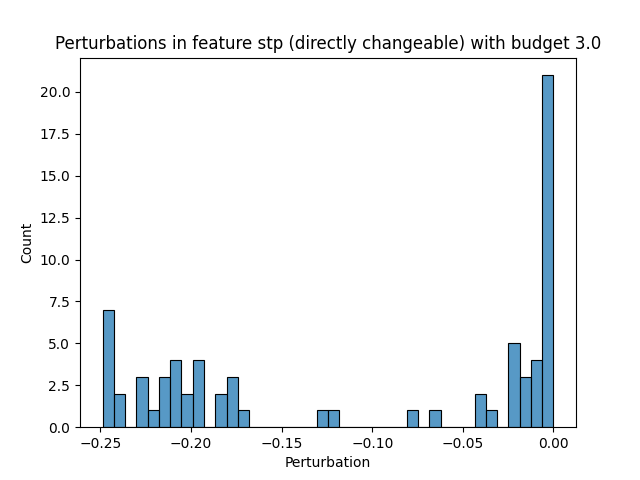 Perturbations in feature stp (directly changeable) with budget 3.0
20.0
17.5
15.0
12.5
10.0
7.5
5.0
2.5
0.0
Count
−0.25 −0.20 −0.15 −0.10 −0.05 0.00
Perturbation